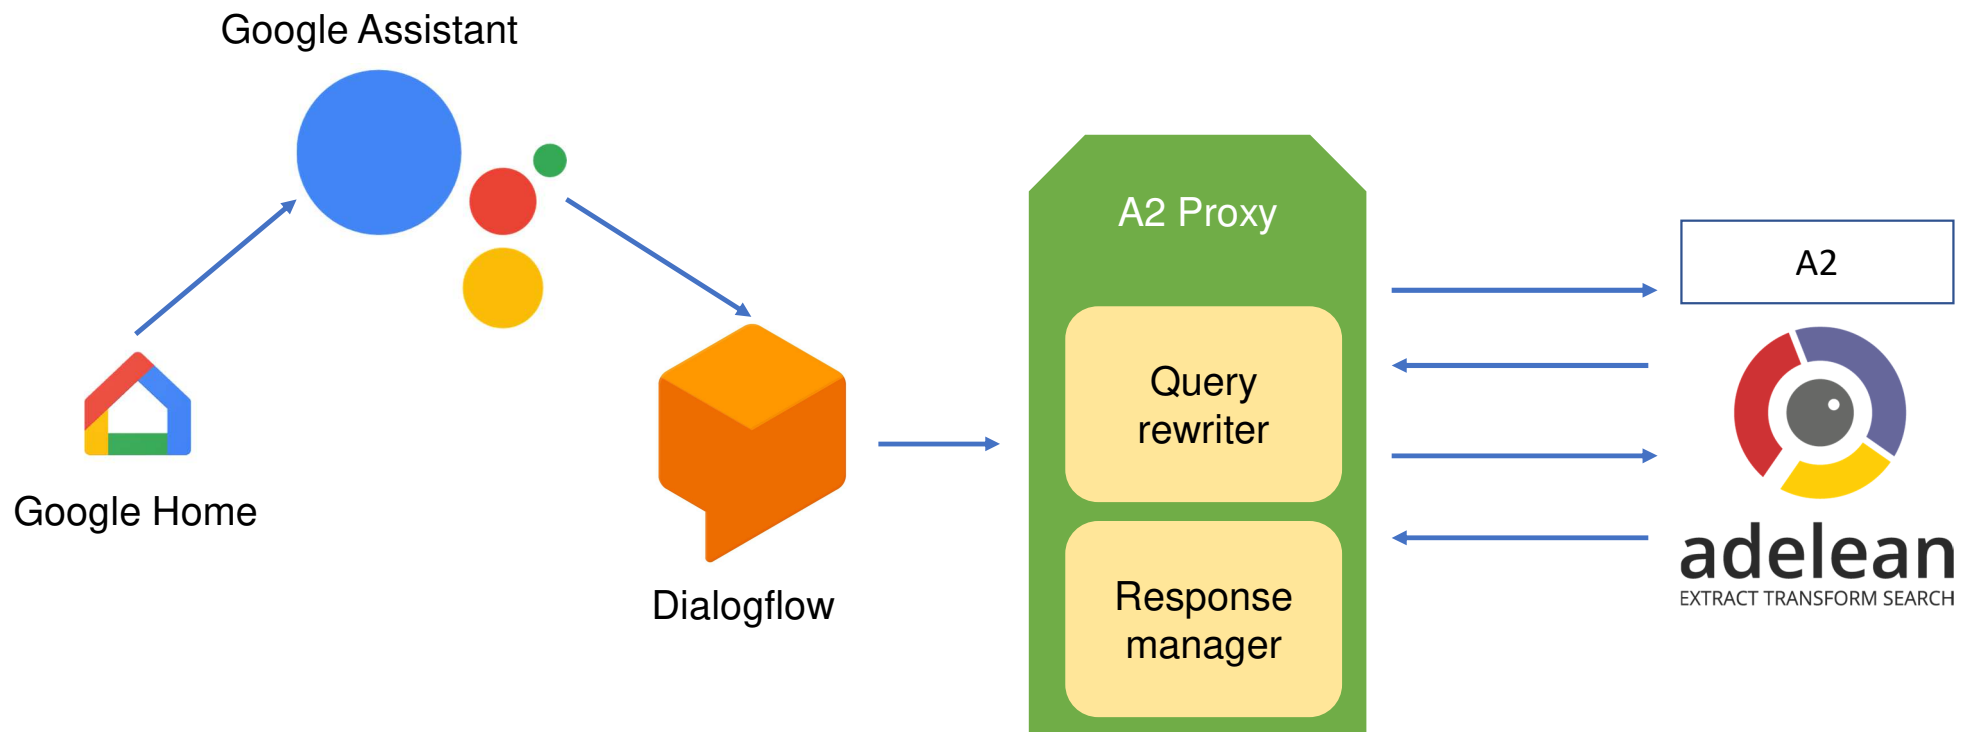 Google Assistant
Google Home
Dialogflow
A2 Proxy
Query
rewriter
Response
manager
A2
adelean
EXTRACT TRANSFORM SEARCH